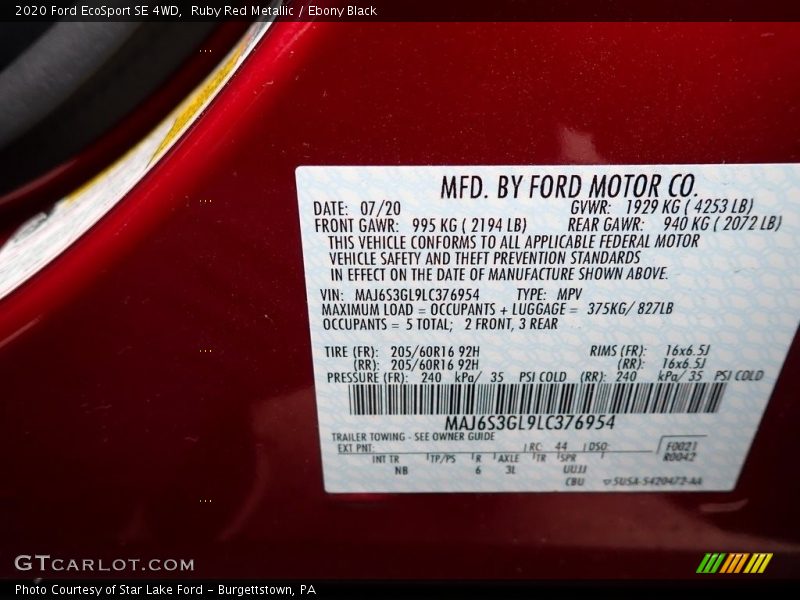 2020 Ford EcoSport SE 4WD, Ruby Red Metallic / Ebony Black
MFD. BY FORD MOTOR CO.
DATE: 07/20 GVWR: 1929 KG ( 4253 LB)
FRONT GAWR: 995 KG ( 2194 LB) REAR GAWR: 940 KG ( 2072 LB)
THIS VEHICLE CONFORMS TO ALL APPLICABLE FEDERAL MOTOR
VEHICLE SAFETY AND THEFT PREVENTION STANDARDS
IN EFFECT ON THE DATE OF MANUFACTURE SHOWN ABOVE.
VIN: MAJ6S3GL9LC376954 TYPE: MPV
MAXIMUM LOAD = OCCUPANTS + LUGGAGE = 375KG/ 827LB
OCCUPANTS = 5 TOTAL; 2 FRONT, 3 REAR
TIRE (FR): 205/60R16 92H RIMS (FR): 16x6.5J
(RR): 205/60R16 92H (RR): 16x6.5J
PRESSURE (FR): 240 kPa/ 35 PSI COLD (RR): 240 kPa/ 35 PSI COLD
MAJ6S3GL9LC376954
TRAILER TOWING - SEE OWNER GUIDE
EXT PNT: RC: 44 DSO: F0021
INT TR TP/PS R AXLE TR SPR R0042
NB 6 3L UUJJ
CBU 5U5A-5420472-AA
GTCARLOT.COM
Photo Courtesy of Star Lake Ford - Burgettstown, PA